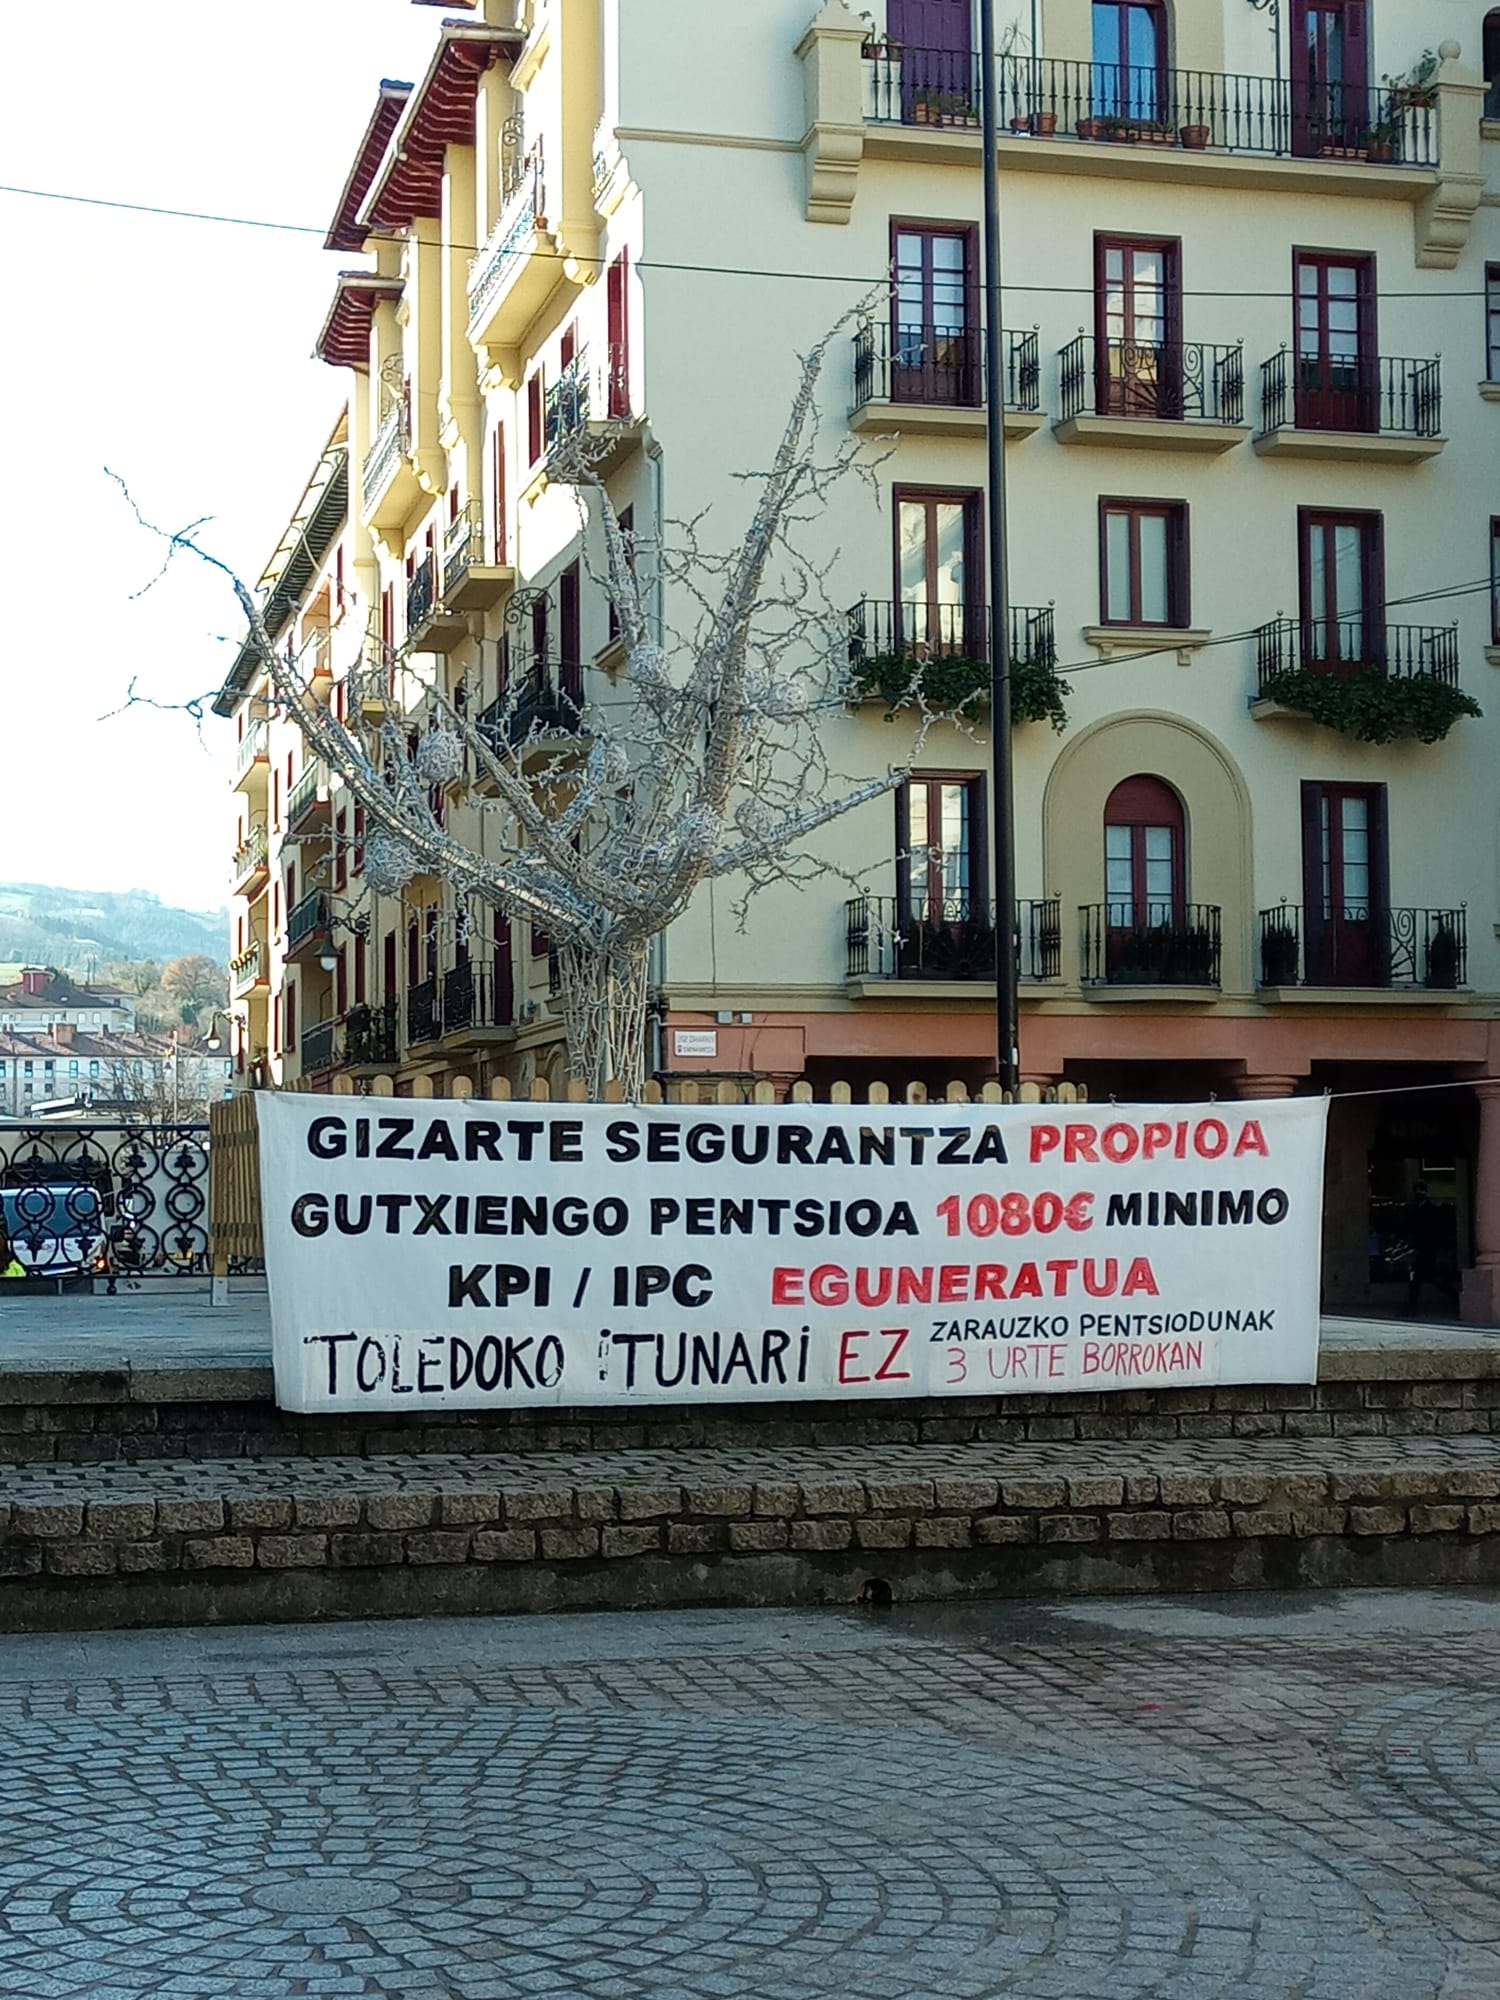 GIZARTE SEGURANTZA PROPIOA
GUTXIENGO PENTSIOA 1080€ MINIMO
KPI / IPC EGUNERATUA
TOLEDOKO iTUNARi EZ
ZARAUZKO PENTSIODUNAK
3 URTE BORROKAN